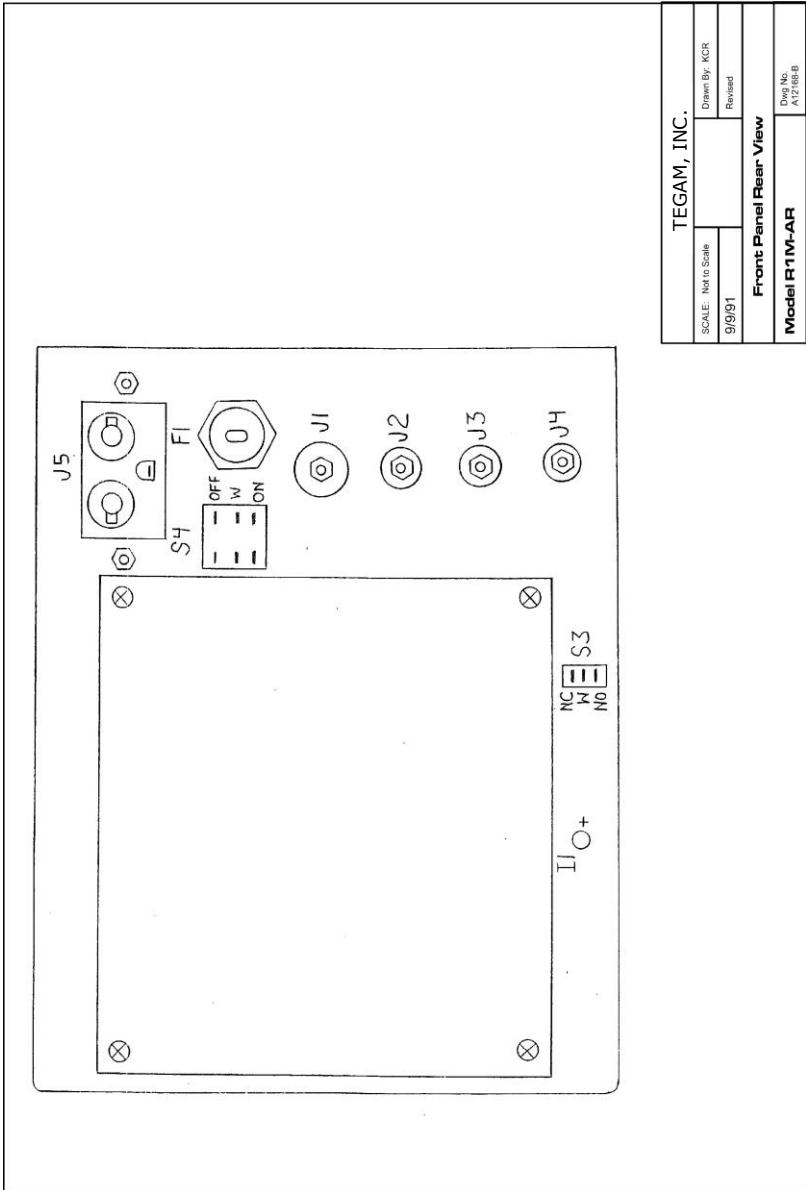 J5
F1
S4
OFF
W
ON
J1
J2
J3
J4
NC
W
NO
S3
I1
+
TEGAM, INC.
SCALE: Not to Scale
Drawn By: KCR
9/9/91
Revised
Front Panel Rear View
Model R1M-AR
Dwg No.
A12168-B